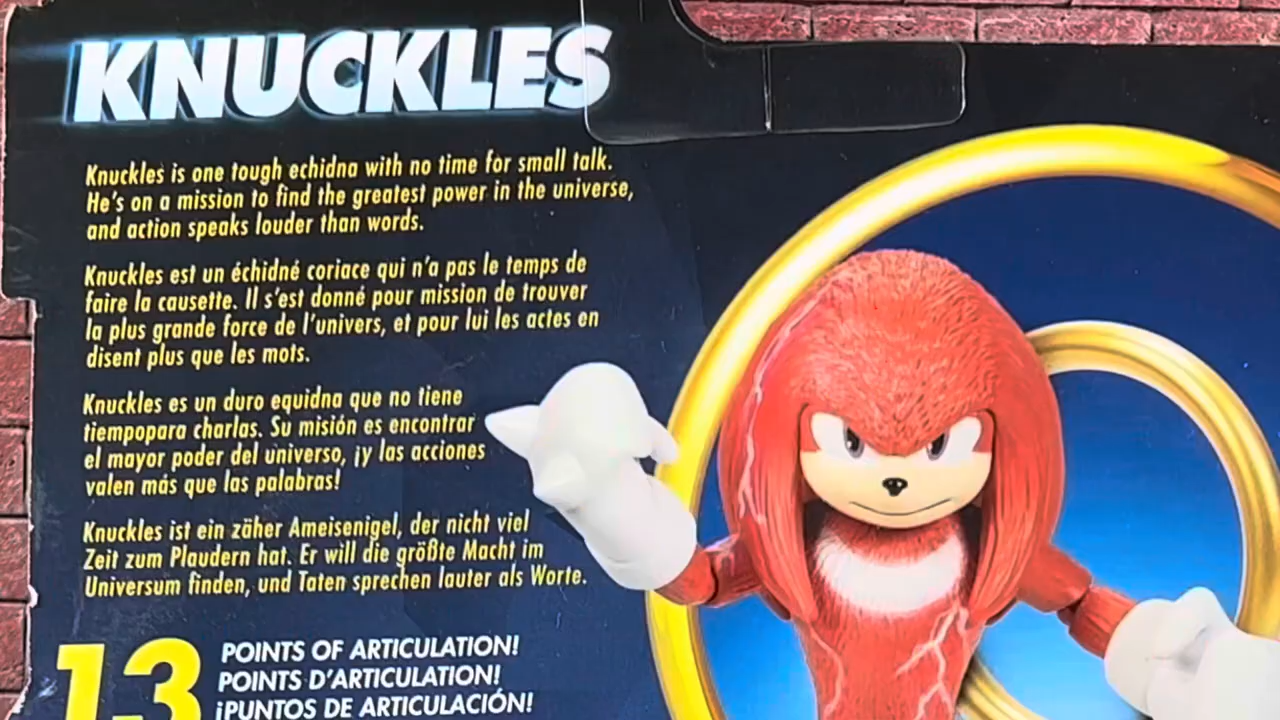 KNUCKLES
Knuckles is one tough echidna with no time for small talk.
He's on a mission to find the greatest power in the universe,
and action speaks louder than words.
Knuckles est un échidné coriace qui n'a pas le temps de
faire la causette. Il s'est donné pour mission de trouver
la plus grande force de l'univers, et pour lui les actes en
disent plus que les mots.
Knuckles es un duro equidna que no tiene
tiempopara charlas. Su misión es encontrar
el mayor poder del universo, ¡y las acciones
valen más que las palabras!
Knuckles ist ein zäher Ameisenigel, der nicht viel
Zeit zum Plaudern hat. Er will die größte Macht im
Universum finden, und Taten sprechen lauter als Worte.
13
POINTS OF ARTICULATION!
POINTS D'ARTICULATION!
¡PUNTOS DE ARTICULACIÓN!